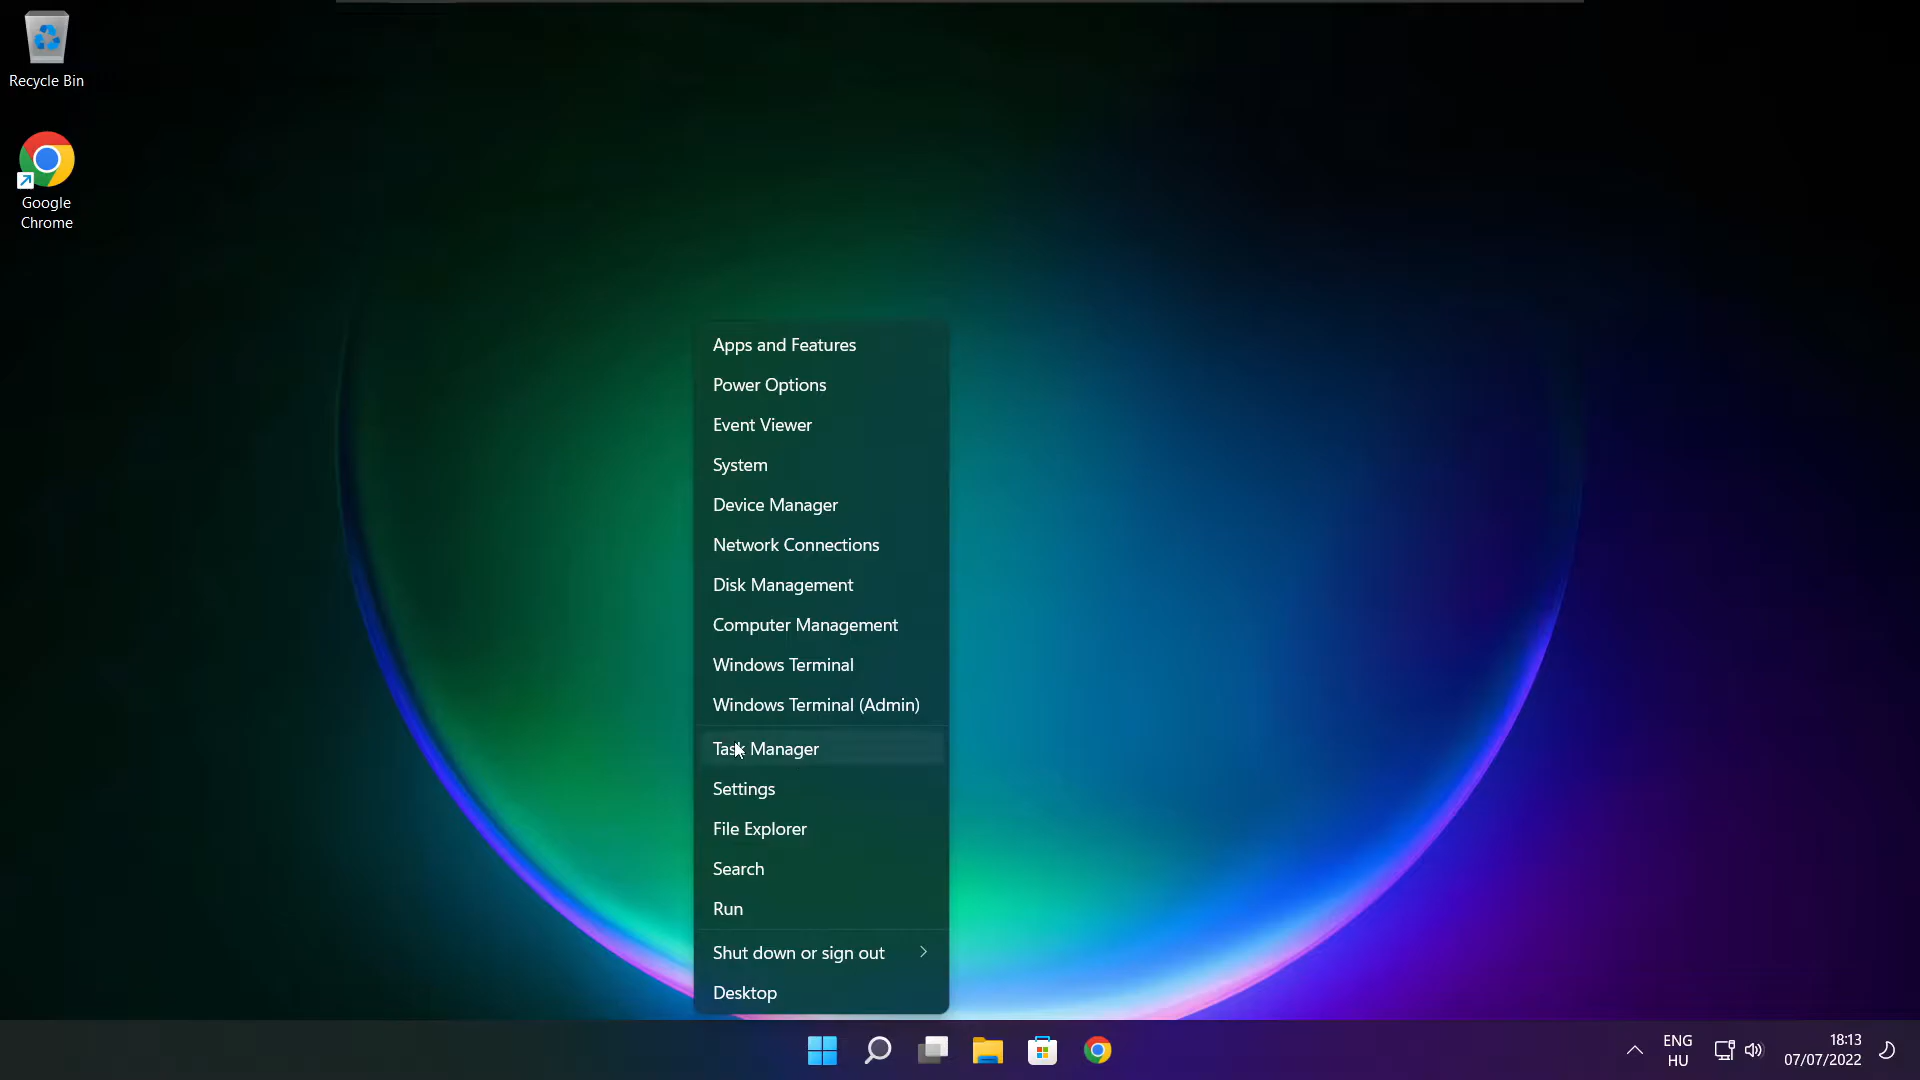 Recycle Bin
Google
Chrome
Apps and Features
Power Options
Event Viewer
System
Device Manager
Network Connections
Disk Management
Computer Management
Windows Terminal
Windows Terminal (Admin)
Task Manager
Settings
File Explorer
Search
Run
Shut down or sign out
Desktop
ENG
HU
18:13
07/07/2022